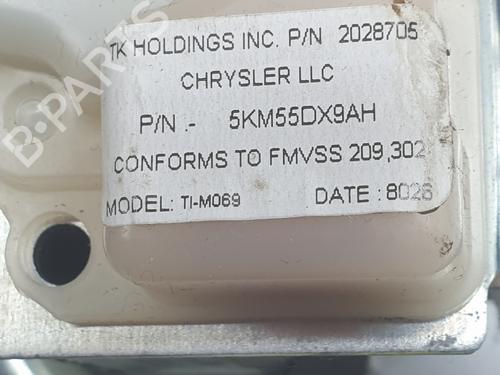 TK HOLDINGS INC. P/N 2028705
CHRYSLER LLC
P/N .- 5KM55DX9AH
CONFORMS TO FMVSS 209,302
MODEL: TI-M069 DATE : 8026
B-PARTS